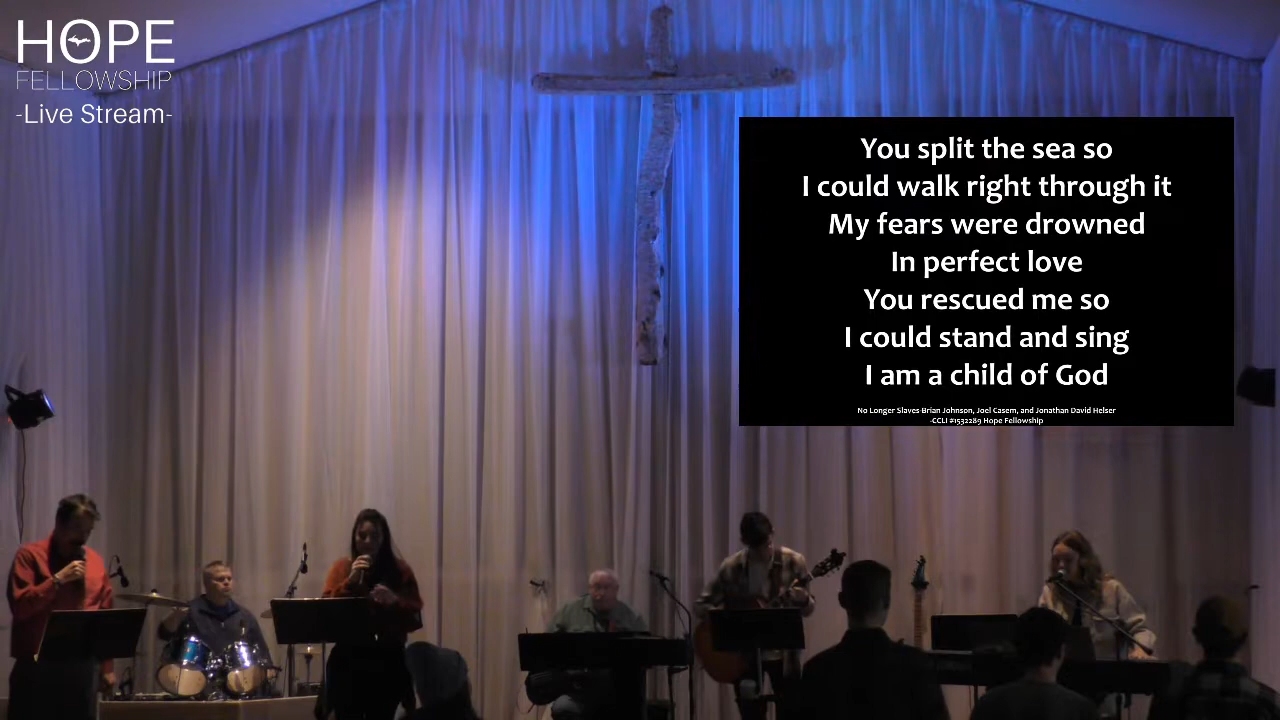 HOPE
FELLOWSHIP
-Live Stream-
You split the sea so
I could walk right through it
My fears were drowned
In perfect love
You rescued me so
I could stand and sing
I am a child of God
No Longer Slaves-Brian Johnson, Joel Casem, and Jonathan David Helser
-CCLI #1532289 Hope Fellowship